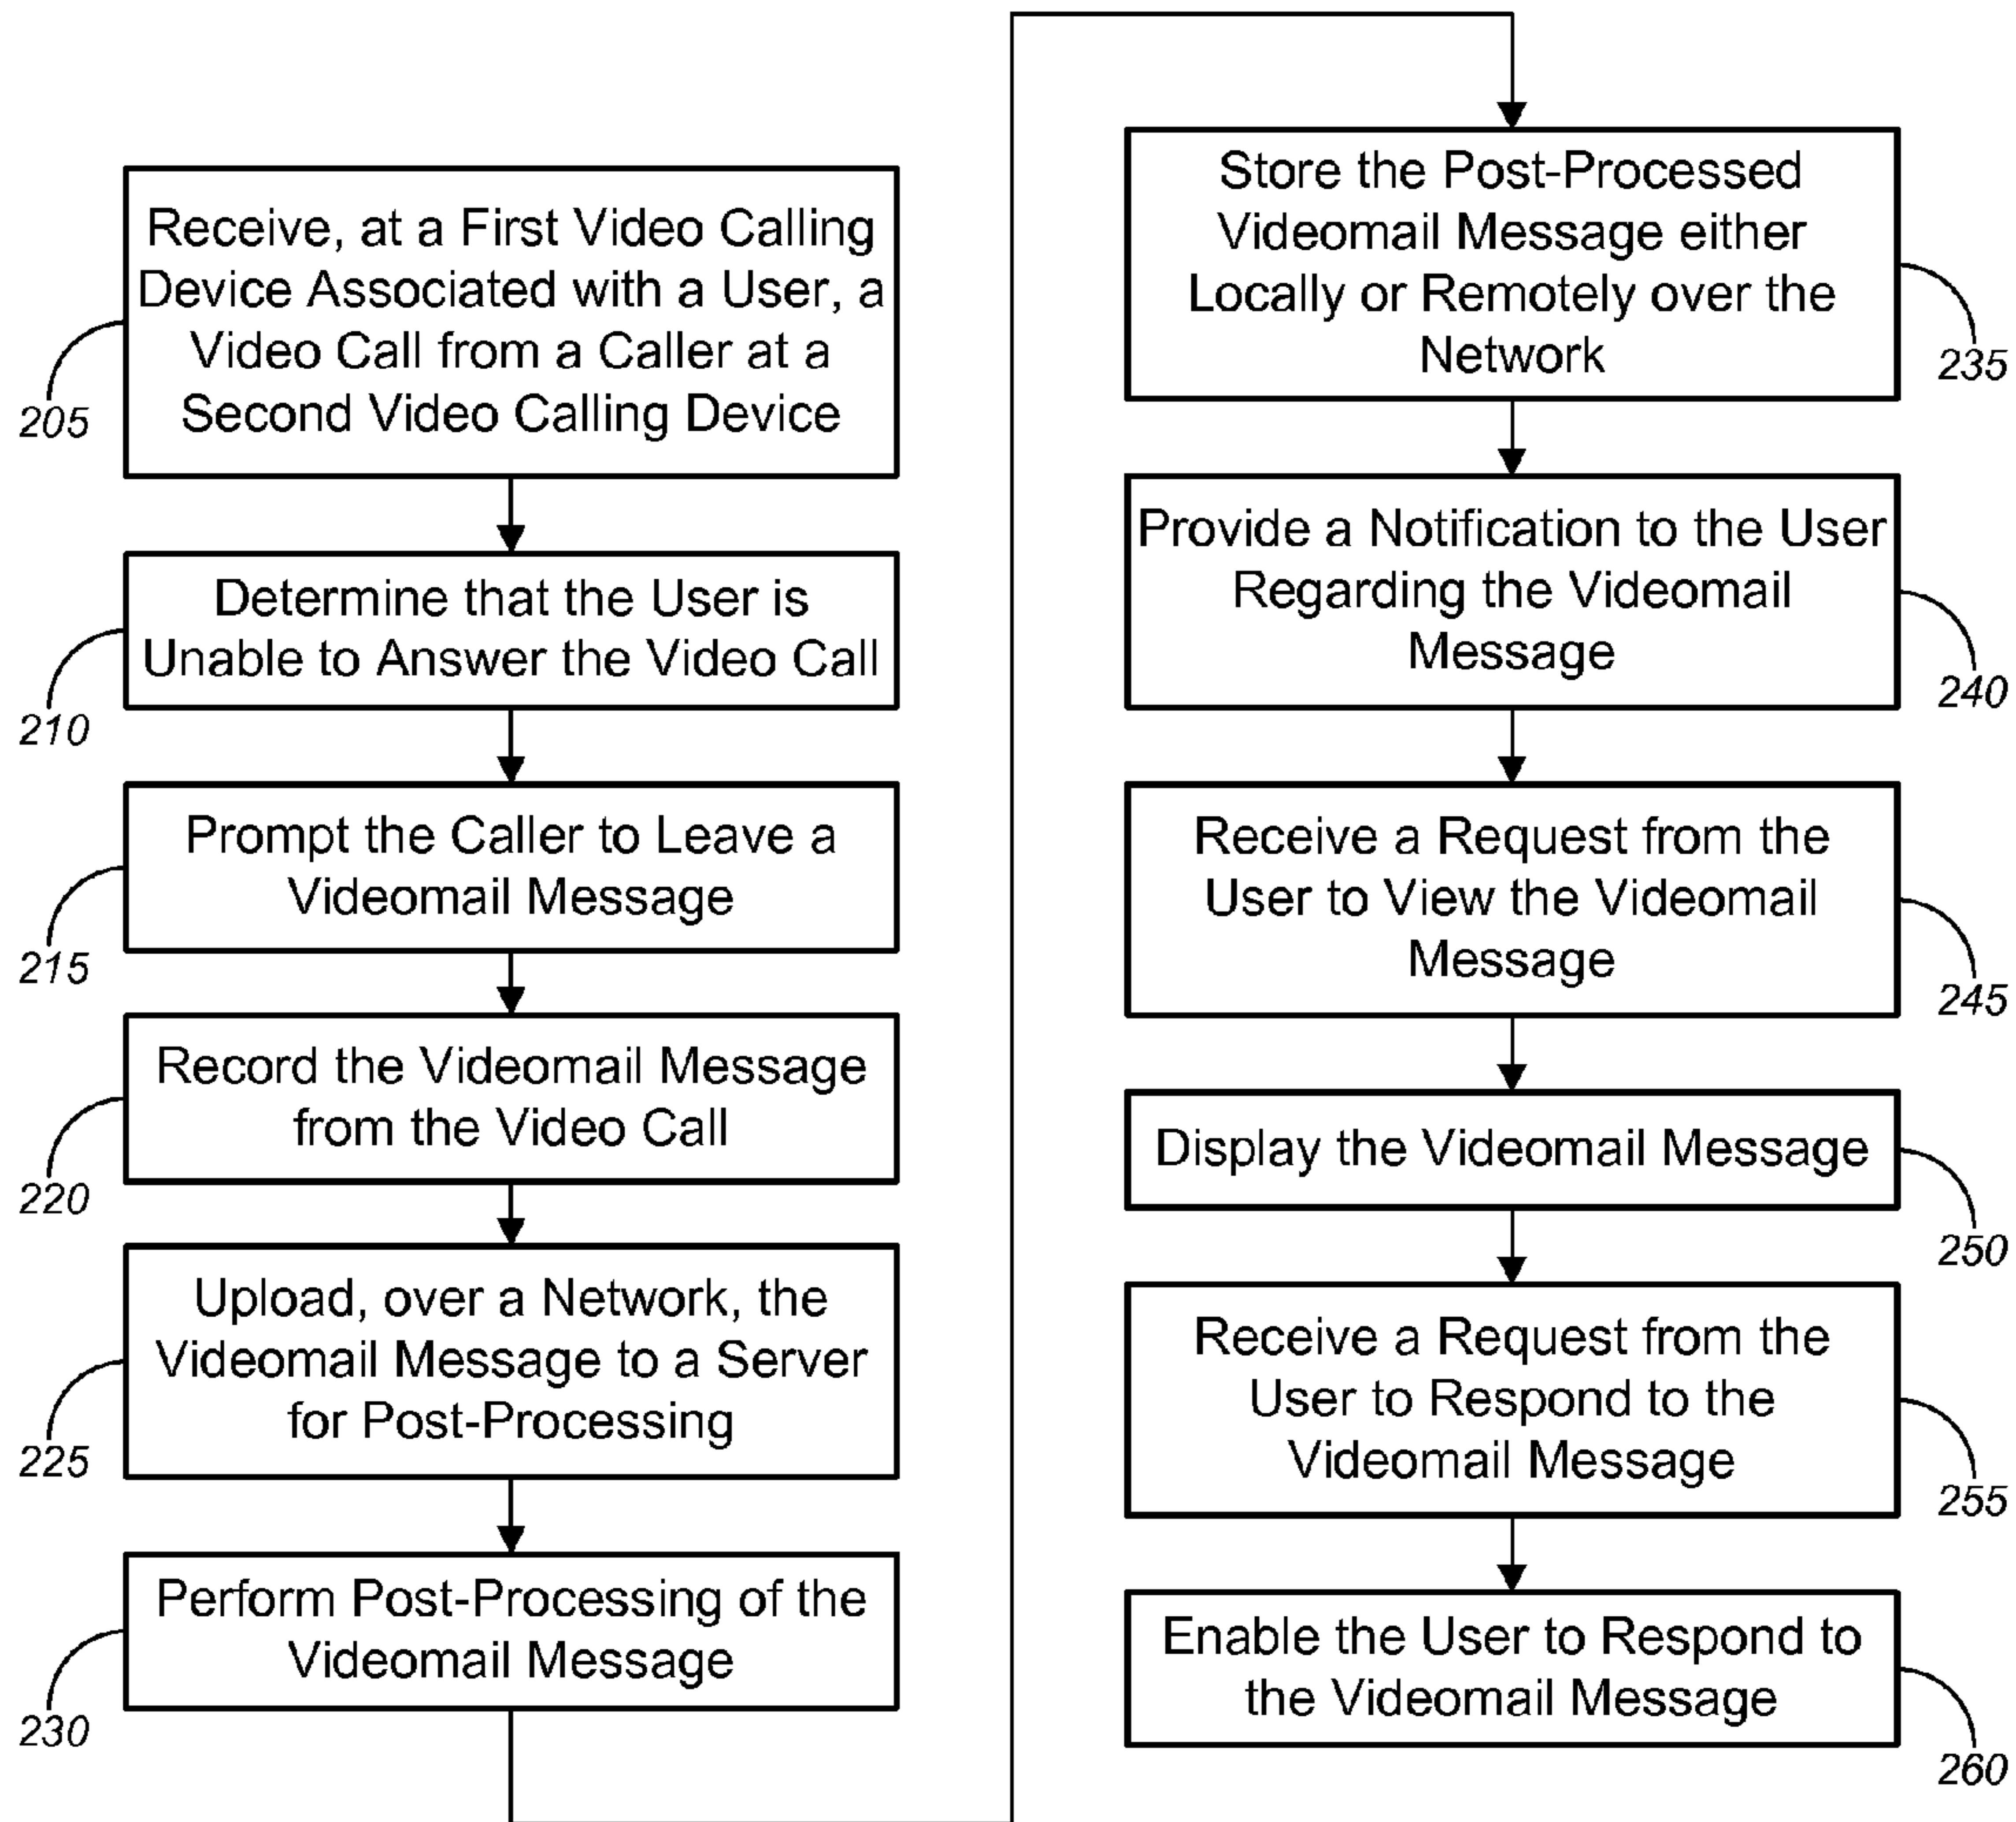 Receive, at a First Video Calling
Device Associated with a User, a
Video Call from a Caller at a
Second Video Calling Device
205
Determine that the User is
Unable to Answer the Video Call
210
Prompt the Caller to Leave a
Videomail Message
215
Record the Videomail Message
from the Video Call
220
Upload, over a Network, the
Videomail Message to a Server
for Post-Processing
225
Perform Post-Processing of the
Videomail Message
230
Store the Post-Processed
Videomail Message either
Locally or Remotely over the
Network
235
Provide a Notification to the User
Regarding the Videomail
Message
240
Receive a Request from the
User to View the Videomail
Message
245
Display the Videomail Message
250
Receive a Request from the
User to Respond to the
Videomail Message
255
Enable the User to Respond to
the Videomail Message
260